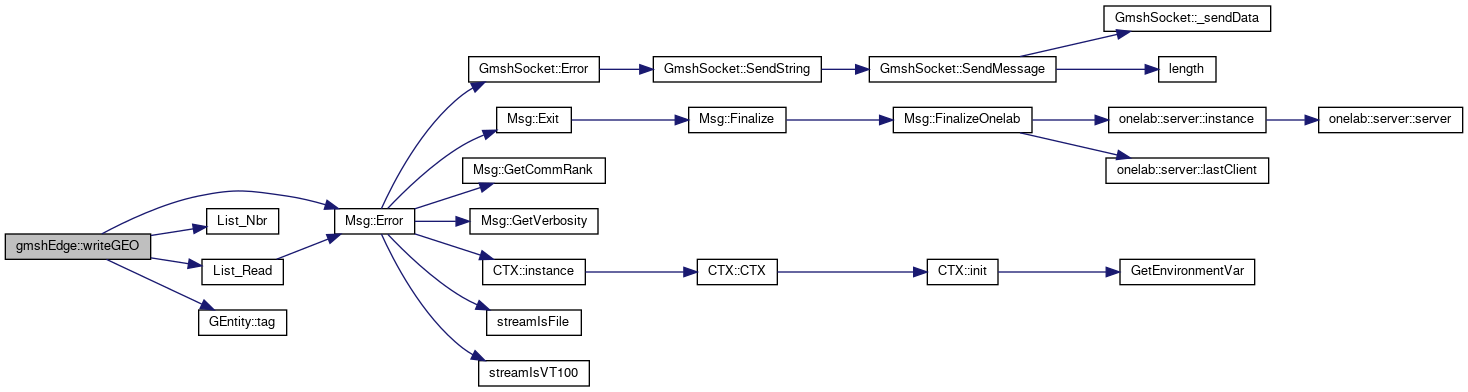 GmshSocket::_sendData
GmshSocket::Error
GmshSocket::SendString
GmshSocket::SendMessage
length
Msg::Exit
Msg::Finalize
Msg::FinalizeOnelab
onelab::server::instance
onelab::server::server
Msg::GetCommRank
onelab::server::lastClient
List_Nbr
Msg::Error
Msg::GetVerbosity
gmshEdge::writeGEO
List_Read
CTX::instance
CTX::CTX
CTX::init
GetEnvironmentVar
GEntity::tag
streamIsFile
streamIsVT100